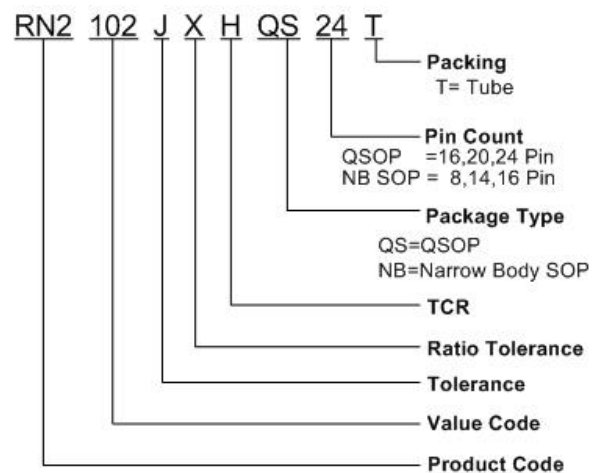 RN2 102 J X H QS 24 T
Packing
T= Tube
Pin Count
QSOP =16,20,24 Pin
NB SOP = 8,14,16 Pin
Package Type
QS=QSOP
NB=Narrow Body SOP
TCR
Ratio Tolerance
Tolerance
Value Code
Product Code